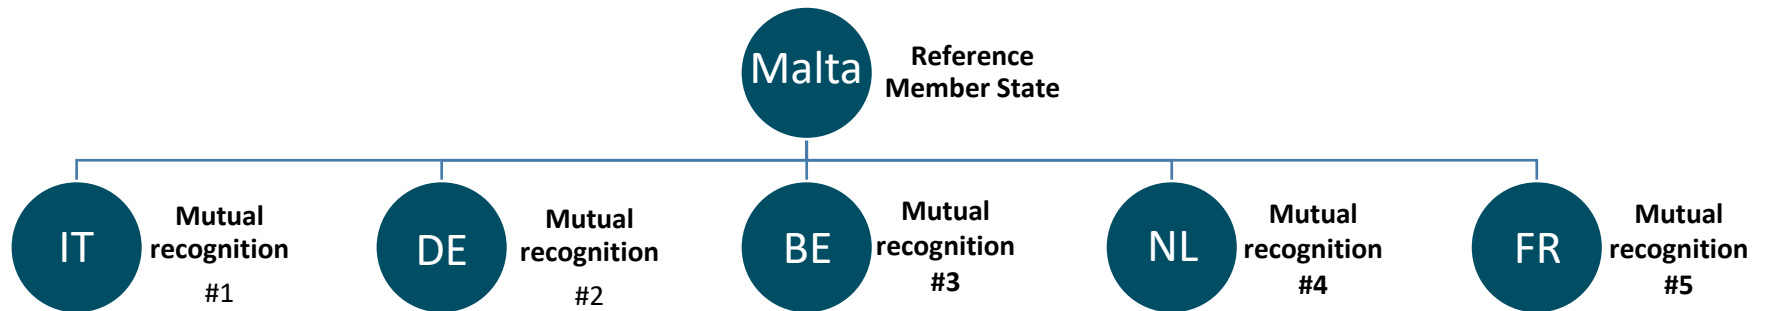 Malta
Reference
Member State
IT
Mutual
recognition
#1
DE
Mutual
recognition
#2
BE
Mutual
recognition
#3
NL
Mutual
recognition
#4
FR
Mutual
recognition
#5